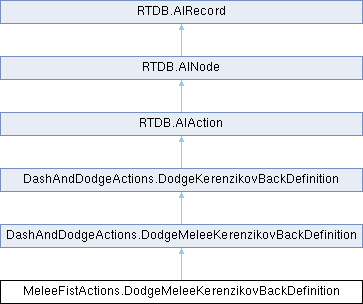 RTDB.AIRecord
RTDB.AINode
RTDB.AIAction
DashAndDodgeActions.DodgeKerenzikovBackDefinition
DashAndDodgeActions.DodgeMeleeKerenzikovBackDefinition
MeleeFistActions.DodgeMeleeKerenzikovBackDefinition